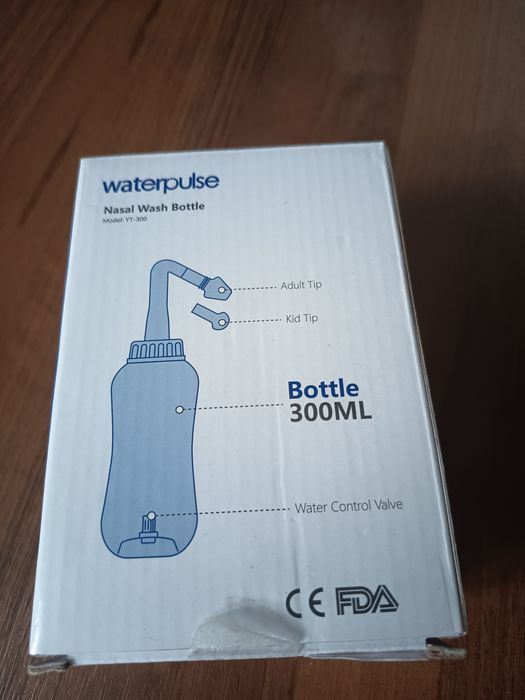 waterpulse
Nasal Wash Bottle
Model: YT-300
Adult Tip
Kid Tip
Bottle
300ML
Water Control Valve
CE FDA